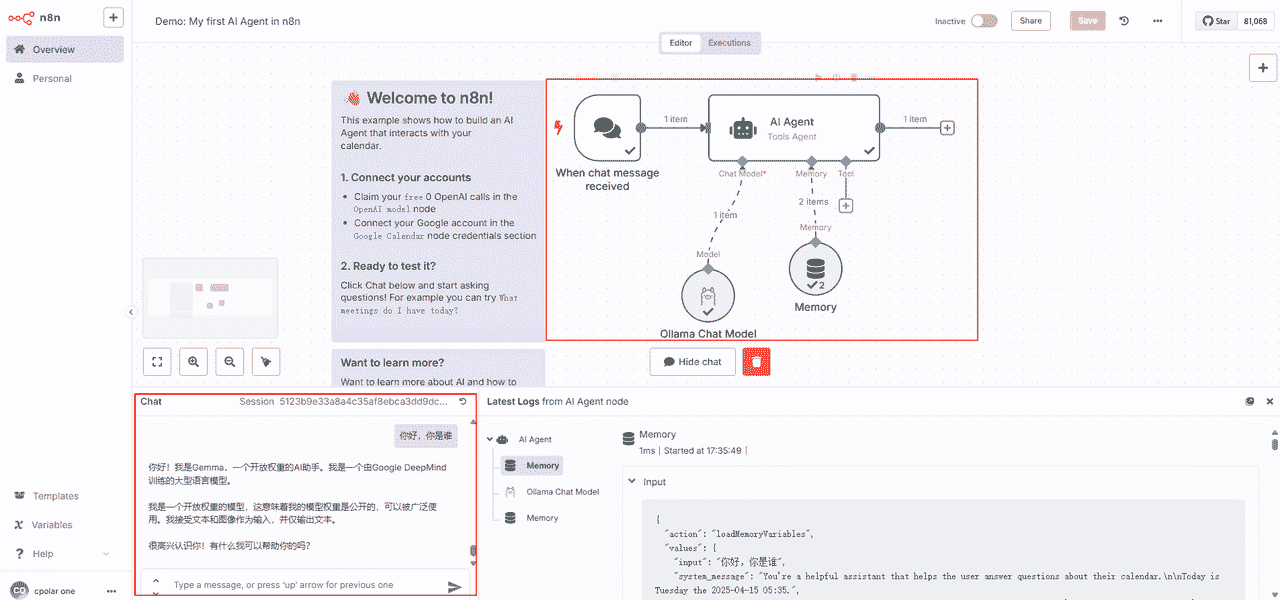 n8n
Demo: My first AI Agent in n8n
Inactive
Share
Save
Star
81,068
Overview
Personal
Editor
Executions
Welcome to n8n!
This example shows how to build an AI
Agent that interacts with your
calendar.
1. Connect your accounts
Claim your free 0 OpenAI calls in the
OpenAI model node
Connect your Google account in the
Google Calendar node credentials section
2. Ready to test it?
Click Chat below and start asking
questions! For example you can try What
meetings do I have today?
Want to learn more?
Want to learn more about AI and how to
When chat message
received
1 item
AI Agent
Tools Agent
1 item
Chat Model*
Memory
Tool
1 item
2 items
Model
Memory
2
Ollama Chat Model
Memory
Hide chat
Chat
Session 5123b9e33a8a4c35af8ebca3dd9dc...
你好，你是谁
你好！我是Gemma，一个开放权重的AI助手。我是一个由Google DeepMind
训练的大型语言模型。
我是一个开放权重的模型，这意味着我的模型权重是公开的，可以被广泛使
用。我接受文本和图像作为输入，并仅输出文本。
很高兴认识你！有什么我可以帮助你的吗？
Type a message, or press 'up' arrow for previous one
Latest Logs from AI Agent node
AI Agent
Memory
Ollama Chat Model
Memory
Memory
1ms | Started at 17:35:49 |
Input
{
"action": "loadMemoryVariables",
"values": {
"input": "你好，你是谁",
"system_message": "You're a helpful assistant that helps the user answer questions about their calendar.\n\nToday is
Tuesday the 2025-04-15 05:35.",
Templates
Variables
Help
CO
cpolar one